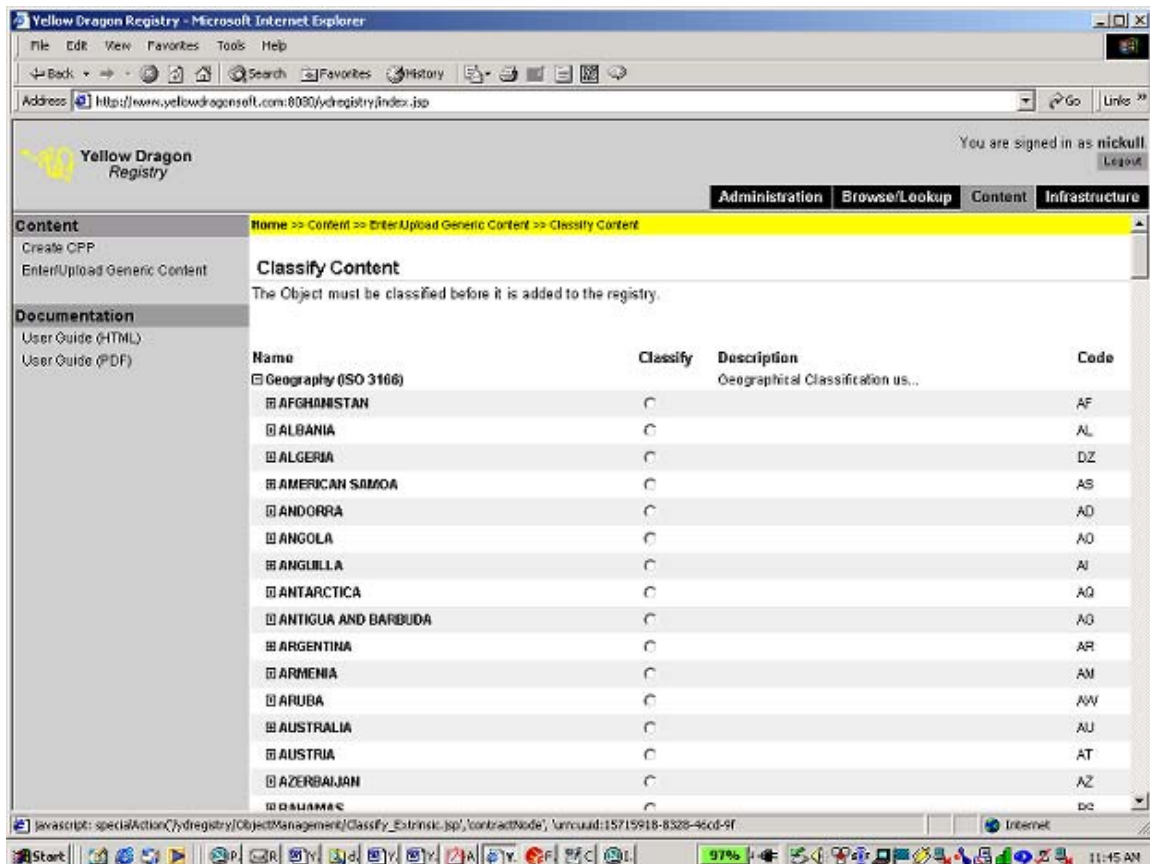 Yellow Dragon Registry - Microsoft Internet Explorer
File Edit View Favorites Tools Help
Back Search Favorites History
Address http://www.yellowdragonsoft.com:8080/ydregistry/index.jsp Go Links »
Yellow Dragon
Registry
You are signed in as nickull.
Logout
Administration Browse/Lookup Content Infrastructure
Content
Create CPP
Enter/Upload Generic Content
Documentation
User Guide (HTML)
User Guide (PDF)
Home >> Content >> Enter/Upload Generic Content >> Classify Content
Classify Content
The Object must be classified before it is added to the registry.
Name Classify Description Code
Geography (ISO 3166) Geographical Classification us...
AFGHANISTAN AF
ALBANIA AL
ALGERIA DZ
AMERICAN SAMOA AS
ANDORRA AD
ANGOLA AO
ANGUILLA AI
ANTARCTICA AQ
ANTIGUA AND BARBUDA AG
ARGENTINA AR
ARMENIA AM
ARUBA AW
AUSTRALIA AU
AUSTRIA AT
AZERBAIJAN AZ
BAHAMAS
javascript: specialAction('/ydregistry/ObjectManagement/Classify_Extrinsic.jsp','contractNode', 'urn:uuid:15715918-8328-46cd-9f
Internet
Start 97% 11:45 AM